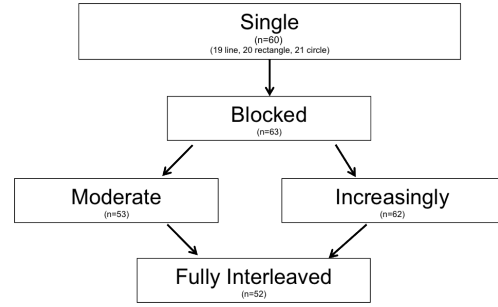 Single
(n=60)
(19 line, 20 rectangle, 21 circle)
Blocked
(n=63)
Moderate
(n=53)
Increasingly
(n=62)
Fully Interleaved
(n=52)